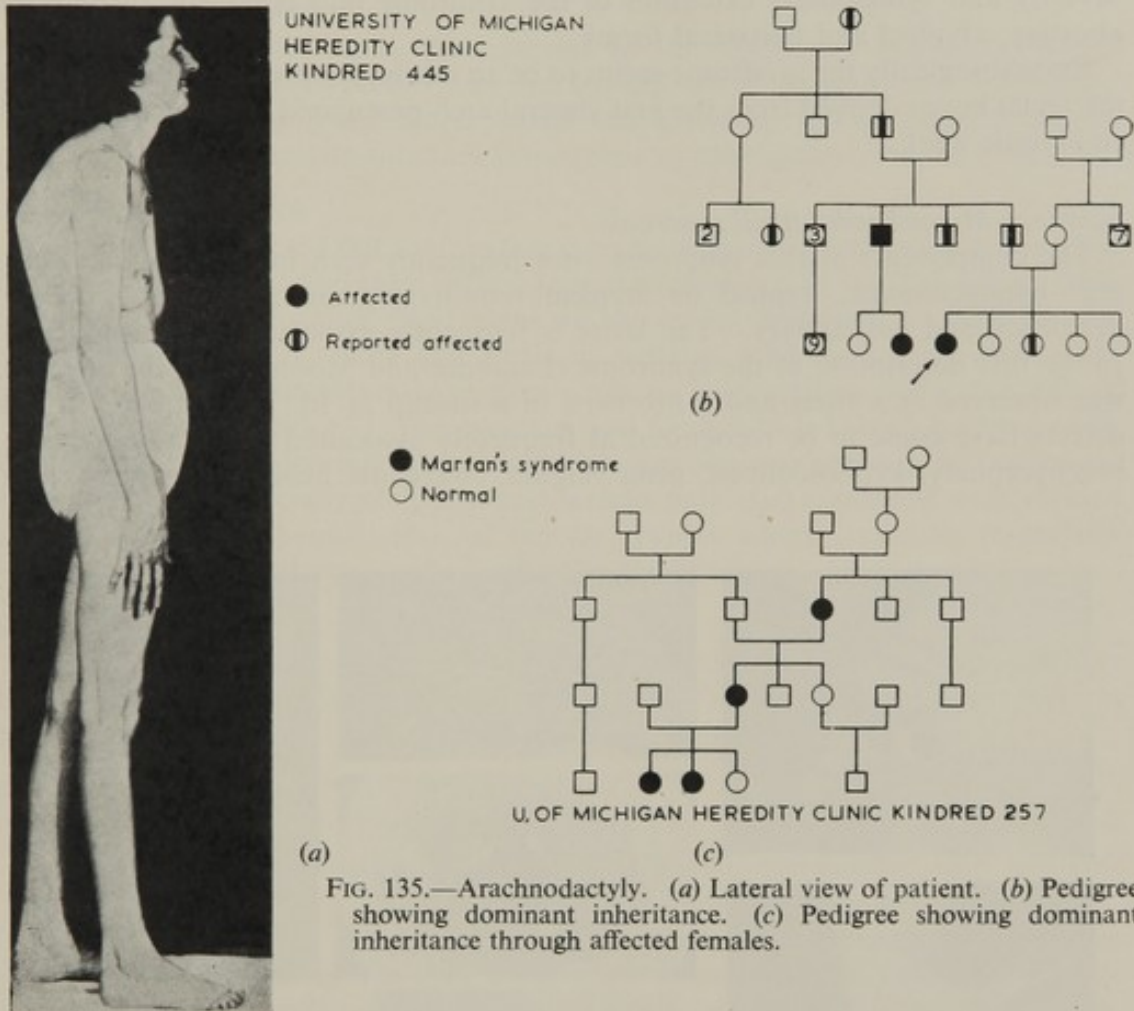 UNIVERSITY OF MICHIGAN
HEREDITY CLINIC
KINDRED 445
Affected
Reported affected
2
3
7
9
(b)
Marfan's syndrome
Normal
U. OF MICHIGAN HEREDITY CLINIC KINDRED 257
(a)
(c)
FIG. 135.—Arachnodactyly. (a) Lateral view of patient. (b) Pedigree
showing dominant inheritance. (c) Pedigree showing dominant
inheritance through affected females.